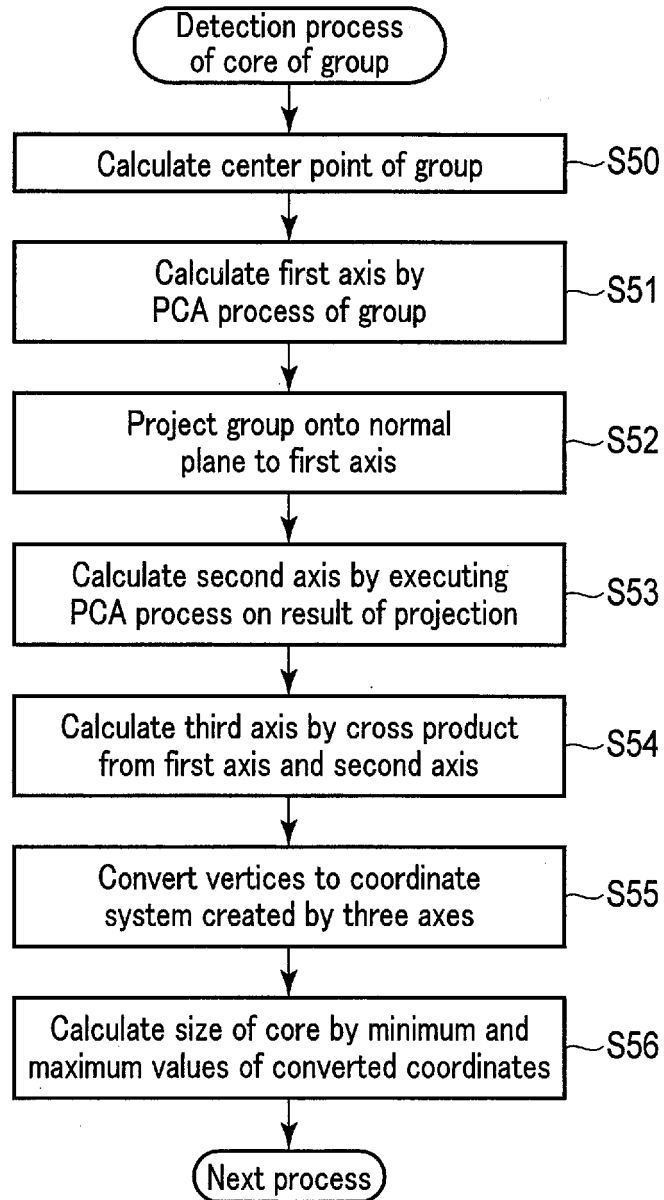 Detection process
of core of group
Calculate center point of group
S50
Calculate first axis by
PCA process of group
S51
Project group onto normal
plane to first axis
S52
Calculate second axis by executing
PCA process on result of projection
S53
Calculate third axis by cross product
from first axis and second axis
S54
Convert vertices to coordinate
system created by three axes
S55
Calculate size of core by minimum and
maximum values of converted coordinates
S56
Next process